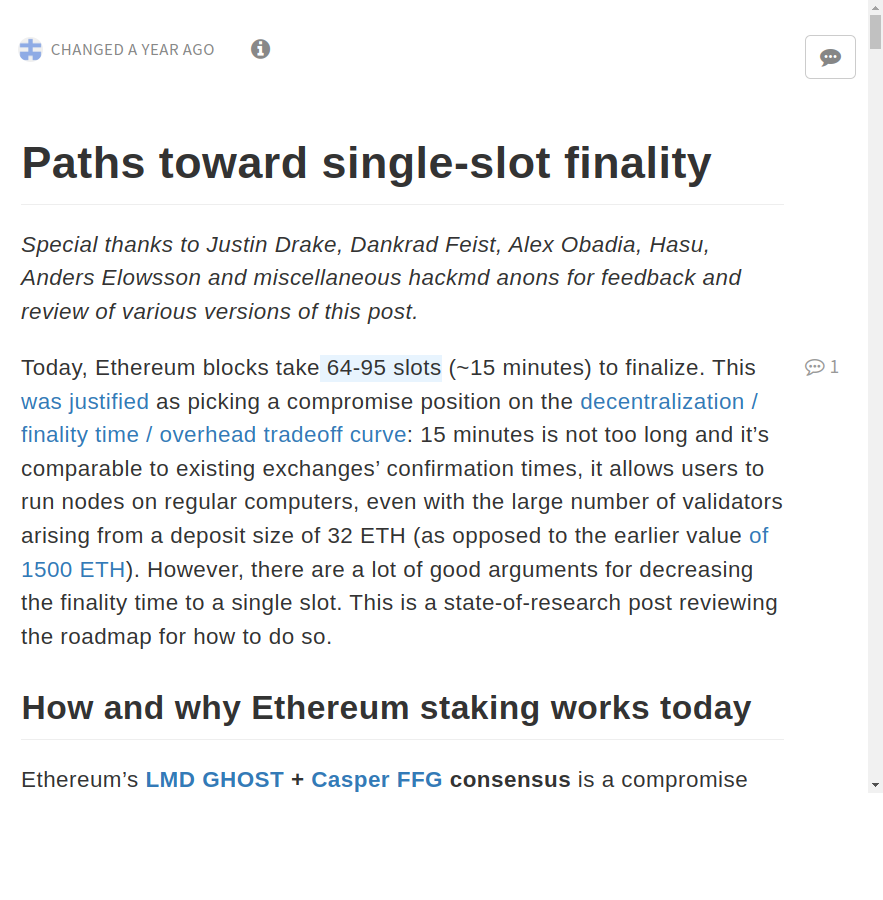 CHANGED A YEAR AGO
Paths toward single-slot finality
Special thanks to Justin Drake, Dankrad Feist, Alex Obadia, Hasu,
Anders Elowsson and miscellaneous hackmd anons for feedback and
review of various versions of this post.
Today, Ethereum blocks take 64-95 slots (~15 minutes) to finalize. This
1
was justified as picking a compromise position on the decentralization /
finality time / overhead tradeoff curve: 15 minutes is not too long and it’s
comparable to existing exchanges’ confirmation times, it allows users to
run nodes on regular computers, even with the large number of validators
arising from a deposit size of 32 ETH (as opposed to the earlier value of
1500 ETH). However, there are a lot of good arguments for decreasing
the finality time to a single slot. This is a state-of-research post reviewing
the roadmap for how to do so.
How and why Ethereum staking works today
Ethereum’s LMD GHOST + Casper FFG consensus is a compromise